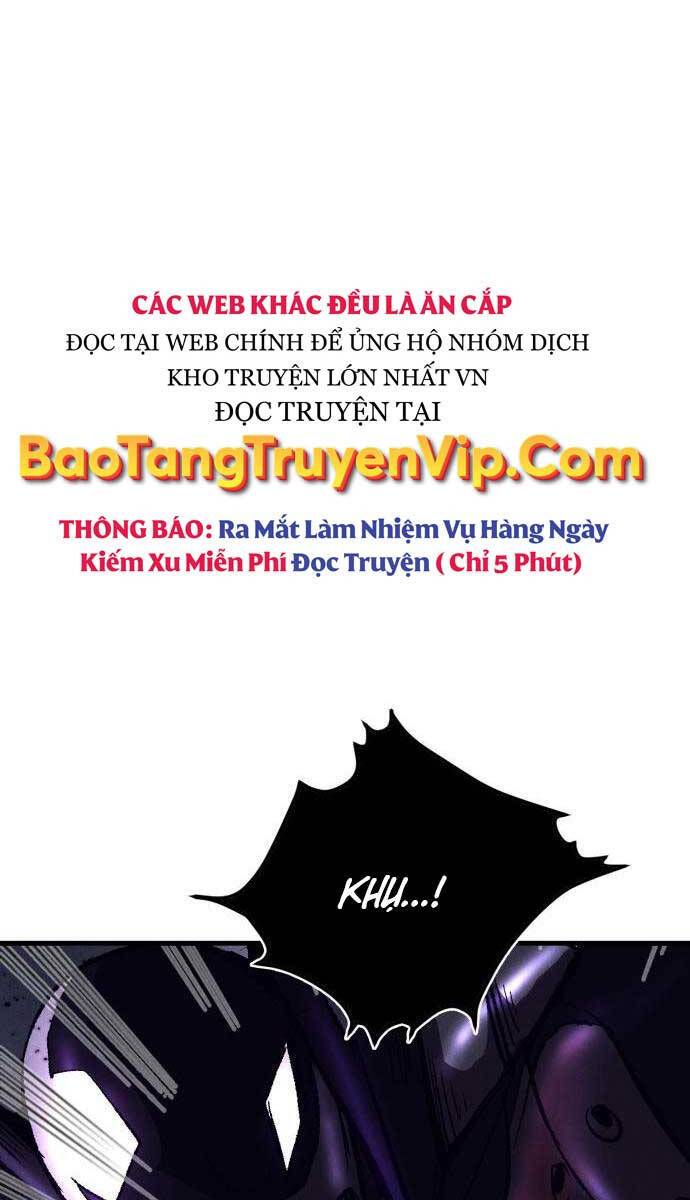 CÁC WEB KHÁC ĐỀU LÀ ĂN CẮP
ĐỌC TẠI WEB CHÍNH ĐỂ ỦNG HỘ NHÓM DỊCH
KHO TRUYỆN LỚN NHẤT VN
ĐỌC TRUYỆN TẠI
BaoTangTruyenVip.Com
THÔNG BÁO: Ra Mắt Làm Nhiệm Vụ Hàng Ngày
Kiếm Xu Miễn Phí Đọc Truyện ( Chỉ 5 Phút)
KHỤ...!